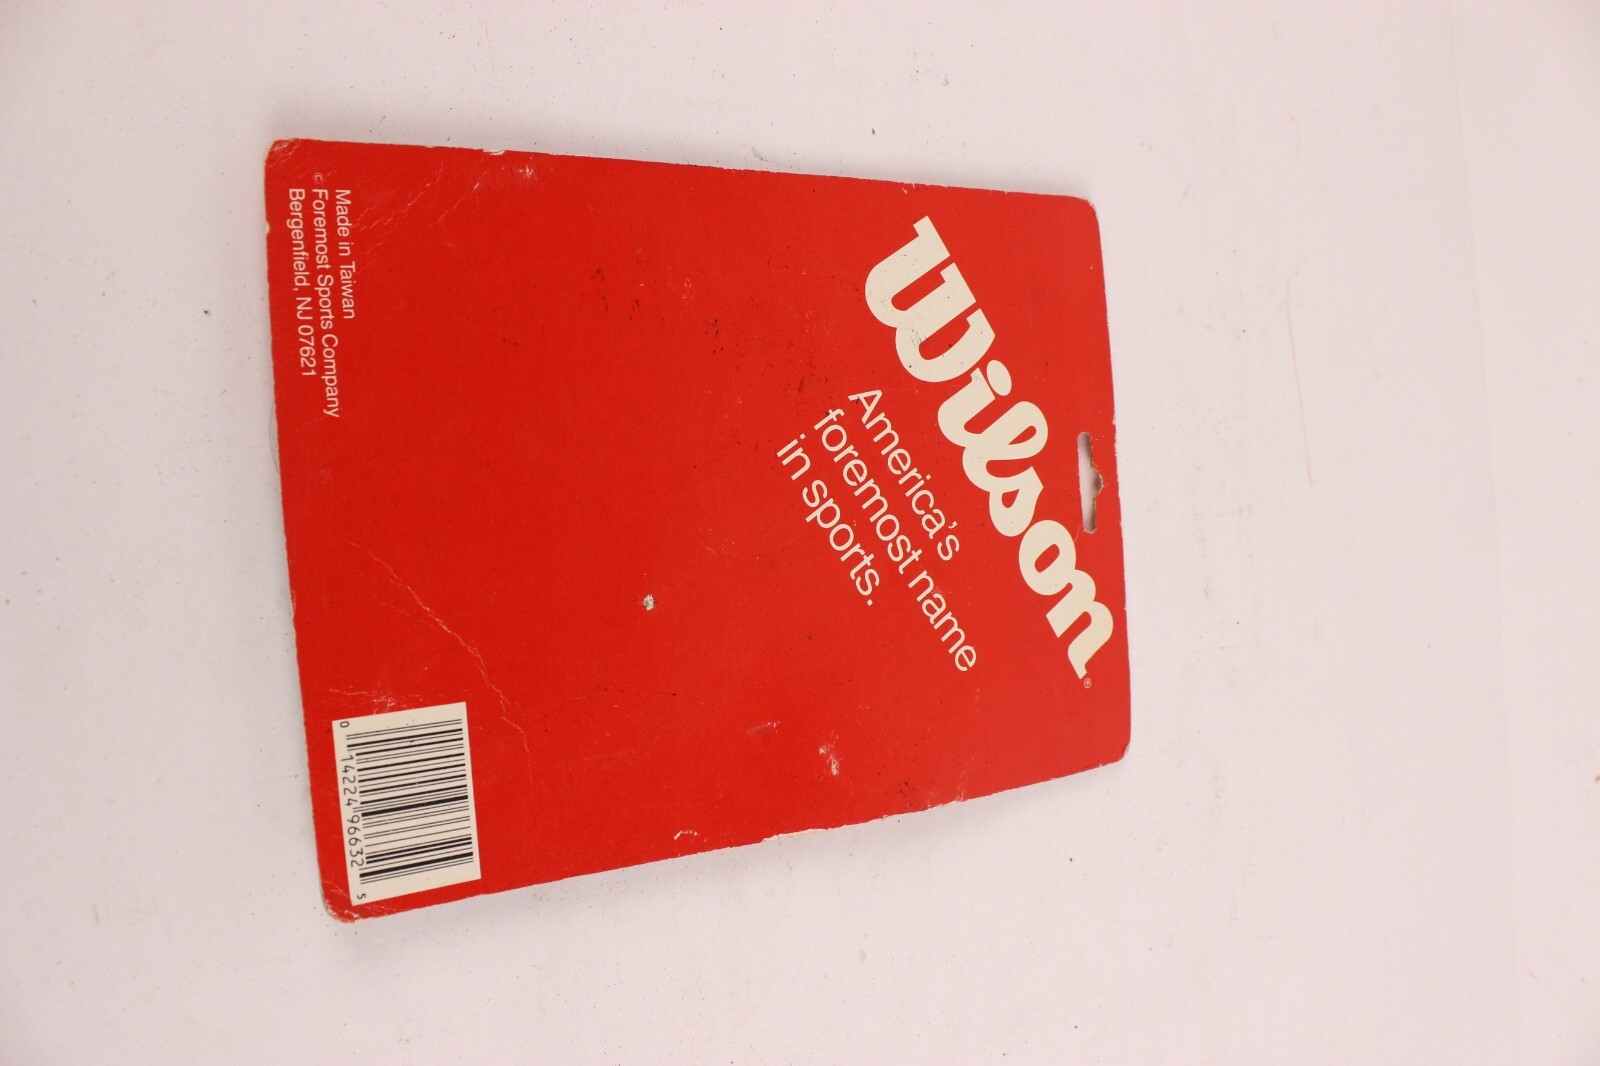 Wilson®
America's
foremost name
in sports.
Made in Taiwan
© Foremost Sports Company
Bergenfield, NJ 07621
0 14224 96632 5